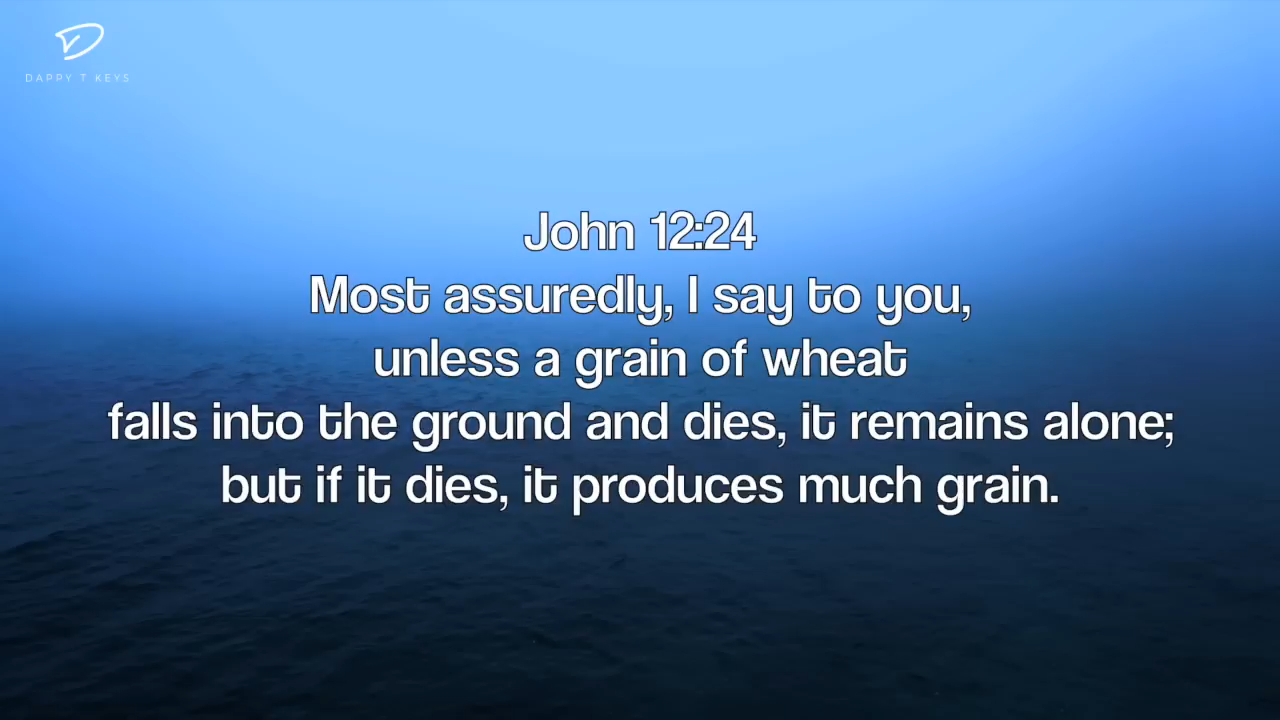 DAPPY T KEYS
John 12:24
Most assuredly, I say to you,
unless a grain of wheat
falls into the ground and dies, it remains alone;
but if it dies, it produces much grain.